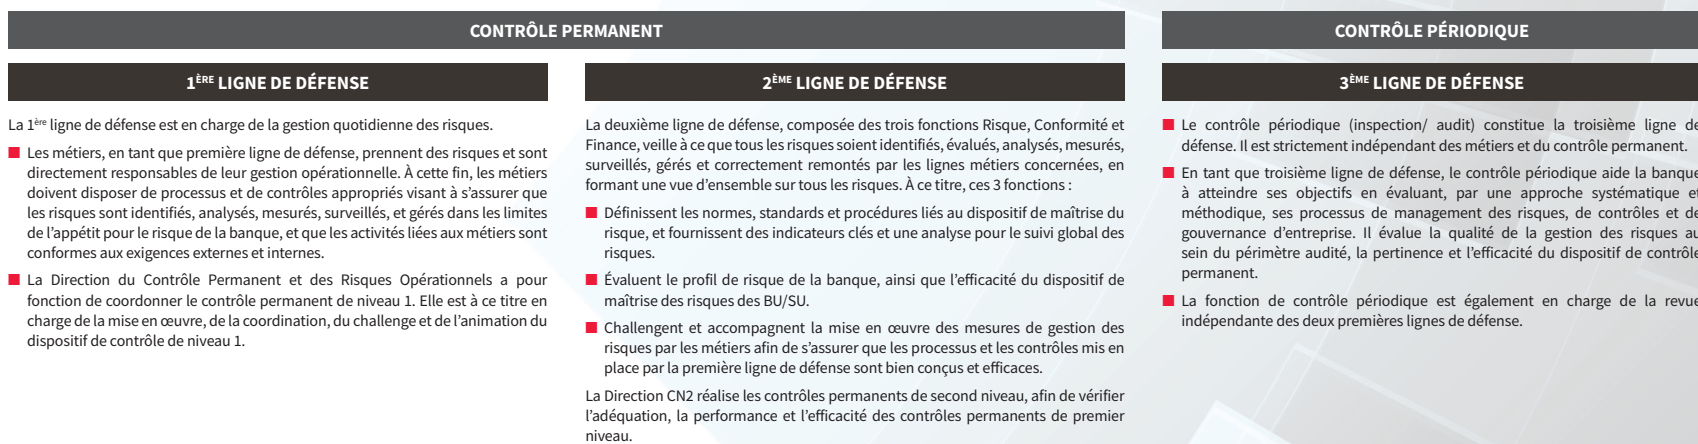 CONTRÔLE PERMANENT
1ÈRE LIGNE DE DÉFENSE
La 1ère ligne de défense est en charge de la gestion quotidienne des risques.
■ Les métiers, en tant que première ligne de défense, prennent des risques et sont
directement responsables de leur gestion opérationnelle. À cette fin, les métiers
doivent disposer de processus et de contrôles appropriés visant à s’assurer que
les risques sont identifiés, analysés, mesurés, surveillés, et gérés dans les limites
de l’appétit pour le risque de la banque, et que les activités liées aux métiers sont
conformes aux exigences externes et internes.
■ La Direction du Contrôle Permanent et des Risques Opérationnels a pour
fonction de coordonner le contrôle permanent de niveau 1. Elle est à ce titre en
charge de la mise en œuvre, de la coordination, du challenge et de l’animation du
dispositif de contrôle de niveau 1.
2ÈME LIGNE DE DÉFENSE
La deuxième ligne de défense, composée des trois fonctions Risque, Conformité et
Finance, veille à ce que tous les risques soient identifiés, évalués, analysés, mesurés,
surveillés, gérés et correctement remontés par les lignes métiers concernées, en
formant une vue d’ensemble sur tous les risques. À ce titre, ces 3 fonctions :
■ Définissent les normes, standards et procédures liés au dispositif de maîtrise du
risque, et fournissent des indicateurs clés et une analyse pour le suivi global des
risques.
■ Évaluent le profil de risque de la banque, ainsi que l’efficacité du dispositif de
maîtrise des risques des BU/SU.
■ Challengent et accompagnent la mise en œuvre des mesures de gestion des
risques par les métiers afin de s’assurer que les processus et les contrôles mis en
place par la première ligne de défense sont bien conçus et efficaces.
La Direction CN2 réalise les contrôles permanents de second niveau, afin de vérifier
l’adéquation, la performance et l’efficacité des contrôles permanents de premier
niveau.
CONTRÔLE PÉRIODIQUE
3ÈME LIGNE DE DÉFENSE
■ Le contrôle périodique (inspection/ audit) constitue la troisième ligne de
défense. Il est strictement indépendant des métiers et du contrôle permanent.
■ En tant que troisième ligne de défense, le contrôle périodique aide la banque
à atteindre ses objectifs en évaluant, par une approche systématique et
méthodique, ses processus de management des risques, de contrôles et de
gouvernance d’entreprise. Il évalue la qualité de la gestion des risques au
sein du périmètre audité, la pertinence et l’efficacité du dispositif de contrôle
permanent.
■ La fonction de contrôle périodique est également en charge de la revue
indépendante des deux premières lignes de défense.